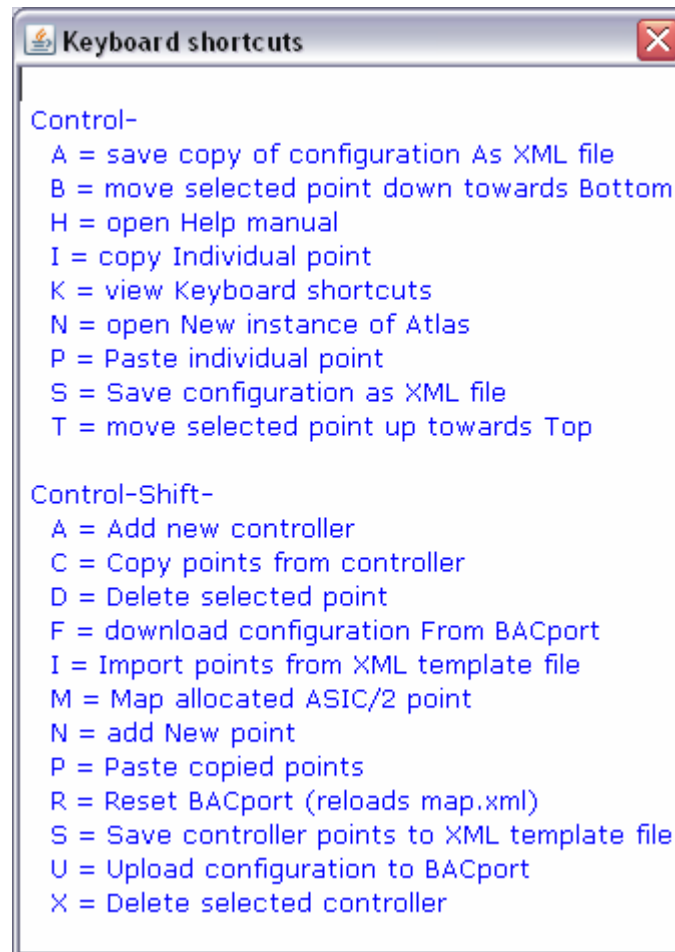 Keyboard shortcuts
Control-
A = save copy of configuration As XML file
B = move selected point down towards Bottom
H = open Help manual
I = copy Individual point
K = view Keyboard shortcuts
N = open New instance of Atlas
P = Paste individual point
S = Save configuration as XML file
T = move selected point up towards Top
Control-Shift-
A = Add new controller
C = Copy points from controller
D = Delete selected point
F = download configuration From BACport
I = Import points from XML template file
M = Map allocated ASIC/2 point
N = add New point
P = Paste copied points
R = Reset BACport (reloads map.xml)
S = Save controller points to XML template file
U = Upload configuration to BACport
X = Delete selected controller